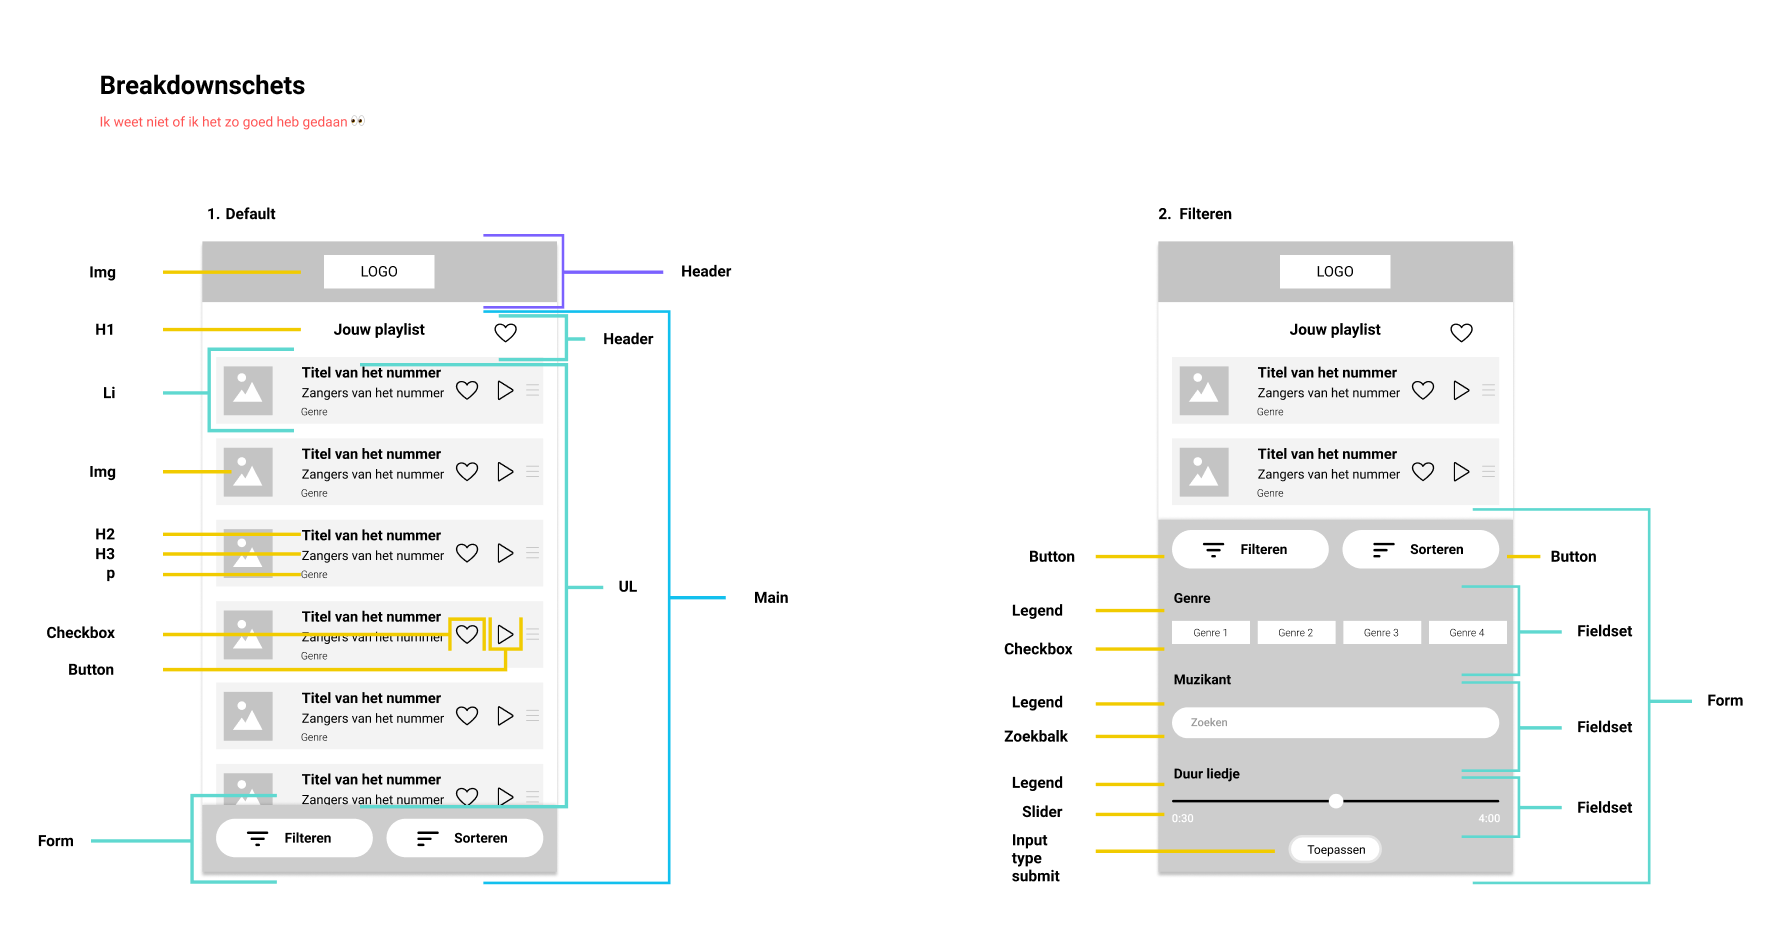 Breakdownschets
Ik weet niet of ik het zo goed heb gedaan 👀
1. Default
Img
LOGO
Header
H1
Jouw playlist
Header
Li
Titel van het nummer
Zangers van het nummer
Genre
Img
Titel van het nummer
Zangers van het nummer
Genre
H2
H3
p
Titel van het nummer
Zangers van het nummer
Genre
UL
Main
Checkbox
Button
Titel van het nummer
Zangers van het nummer
Genre
Titel van het nummer
Zangers van het nummer
Genre
Titel van het nummer
Zangers van het nummer
Form
Filteren
Sorteren
2. Filteren
LOGO
Jouw playlist
Titel van het nummer
Zangers van het nummer
Genre
Titel van het nummer
Zangers van het nummer
Genre
Button
Filteren
Sorteren
Button
Legend
Genre
Checkbox
Genre 1
Genre 2
Genre 3
Genre 4
Fieldset
Legend
Muzikant
Zoekbalk
Zoeken
Fieldset
Form
Legend
Duur liedje
Slider
0:30
4:00
Fieldset
Input
type
submit
Toepassen